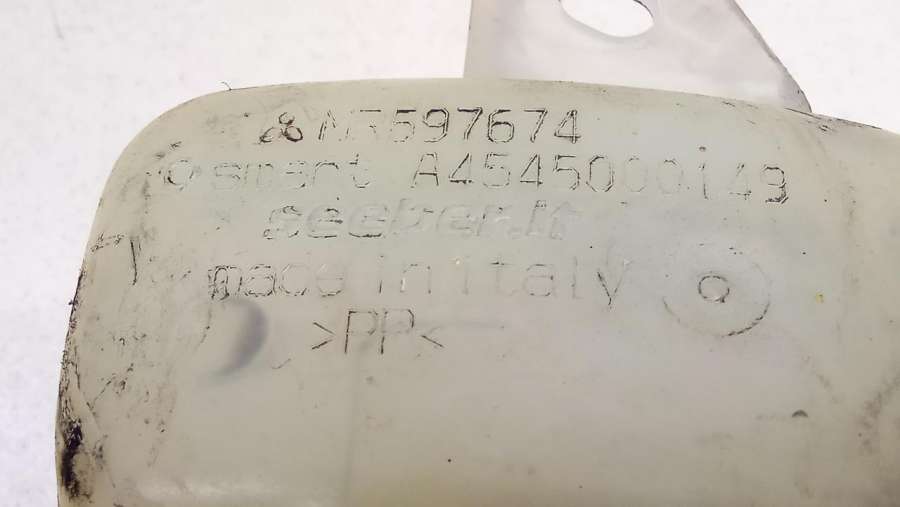 MR597674
smart A4545000149
seeber.it
made in italy
>PP<